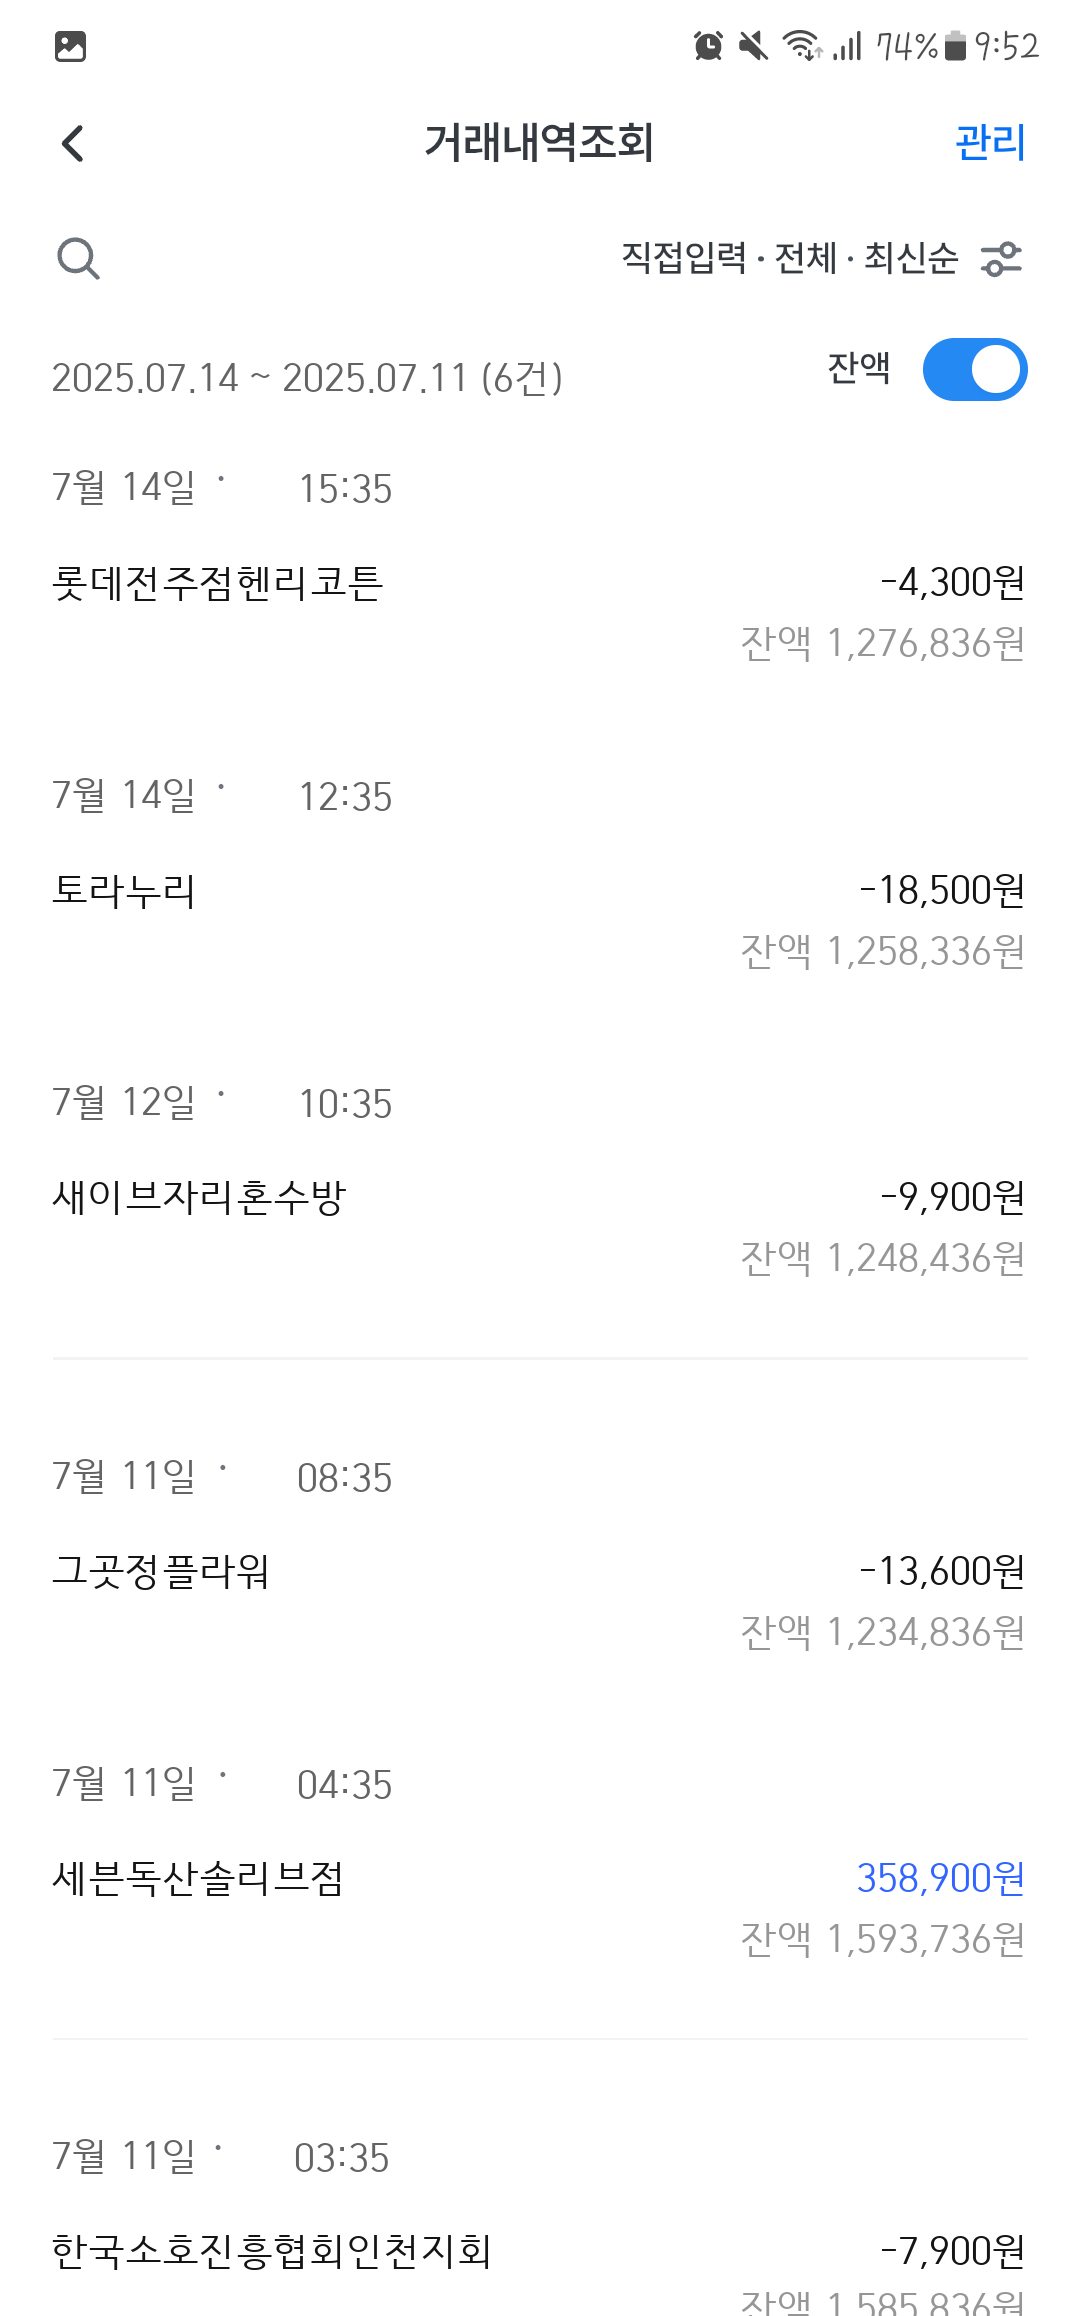 74% 9:52
거래내역조회 관리
직접입력 · 전체 · 최신순
2025.07.14 ~ 2025.07.11 (6건) 잔액
7월 14일 · 15:35
롯데전주점헨리코튼 -4,300원
잔액 1,276,836원
7월 14일 · 12:35
토라누리 -18,500원
잔액 1,258,336원
7월 12일 · 10:35
새이브자리혼수방 -9,900원
잔액 1,248,436원
7월 11일 · 08:35
그곳정플라워 -13,600원
잔액 1,234,836원
7월 11일 · 04:35
세븐독산솔리브점 358,900원
잔액 1,593,736원
7월 11일 · 03:35
한국소호진흥협회인천지회 -7,900원
잔액 1,585,836원